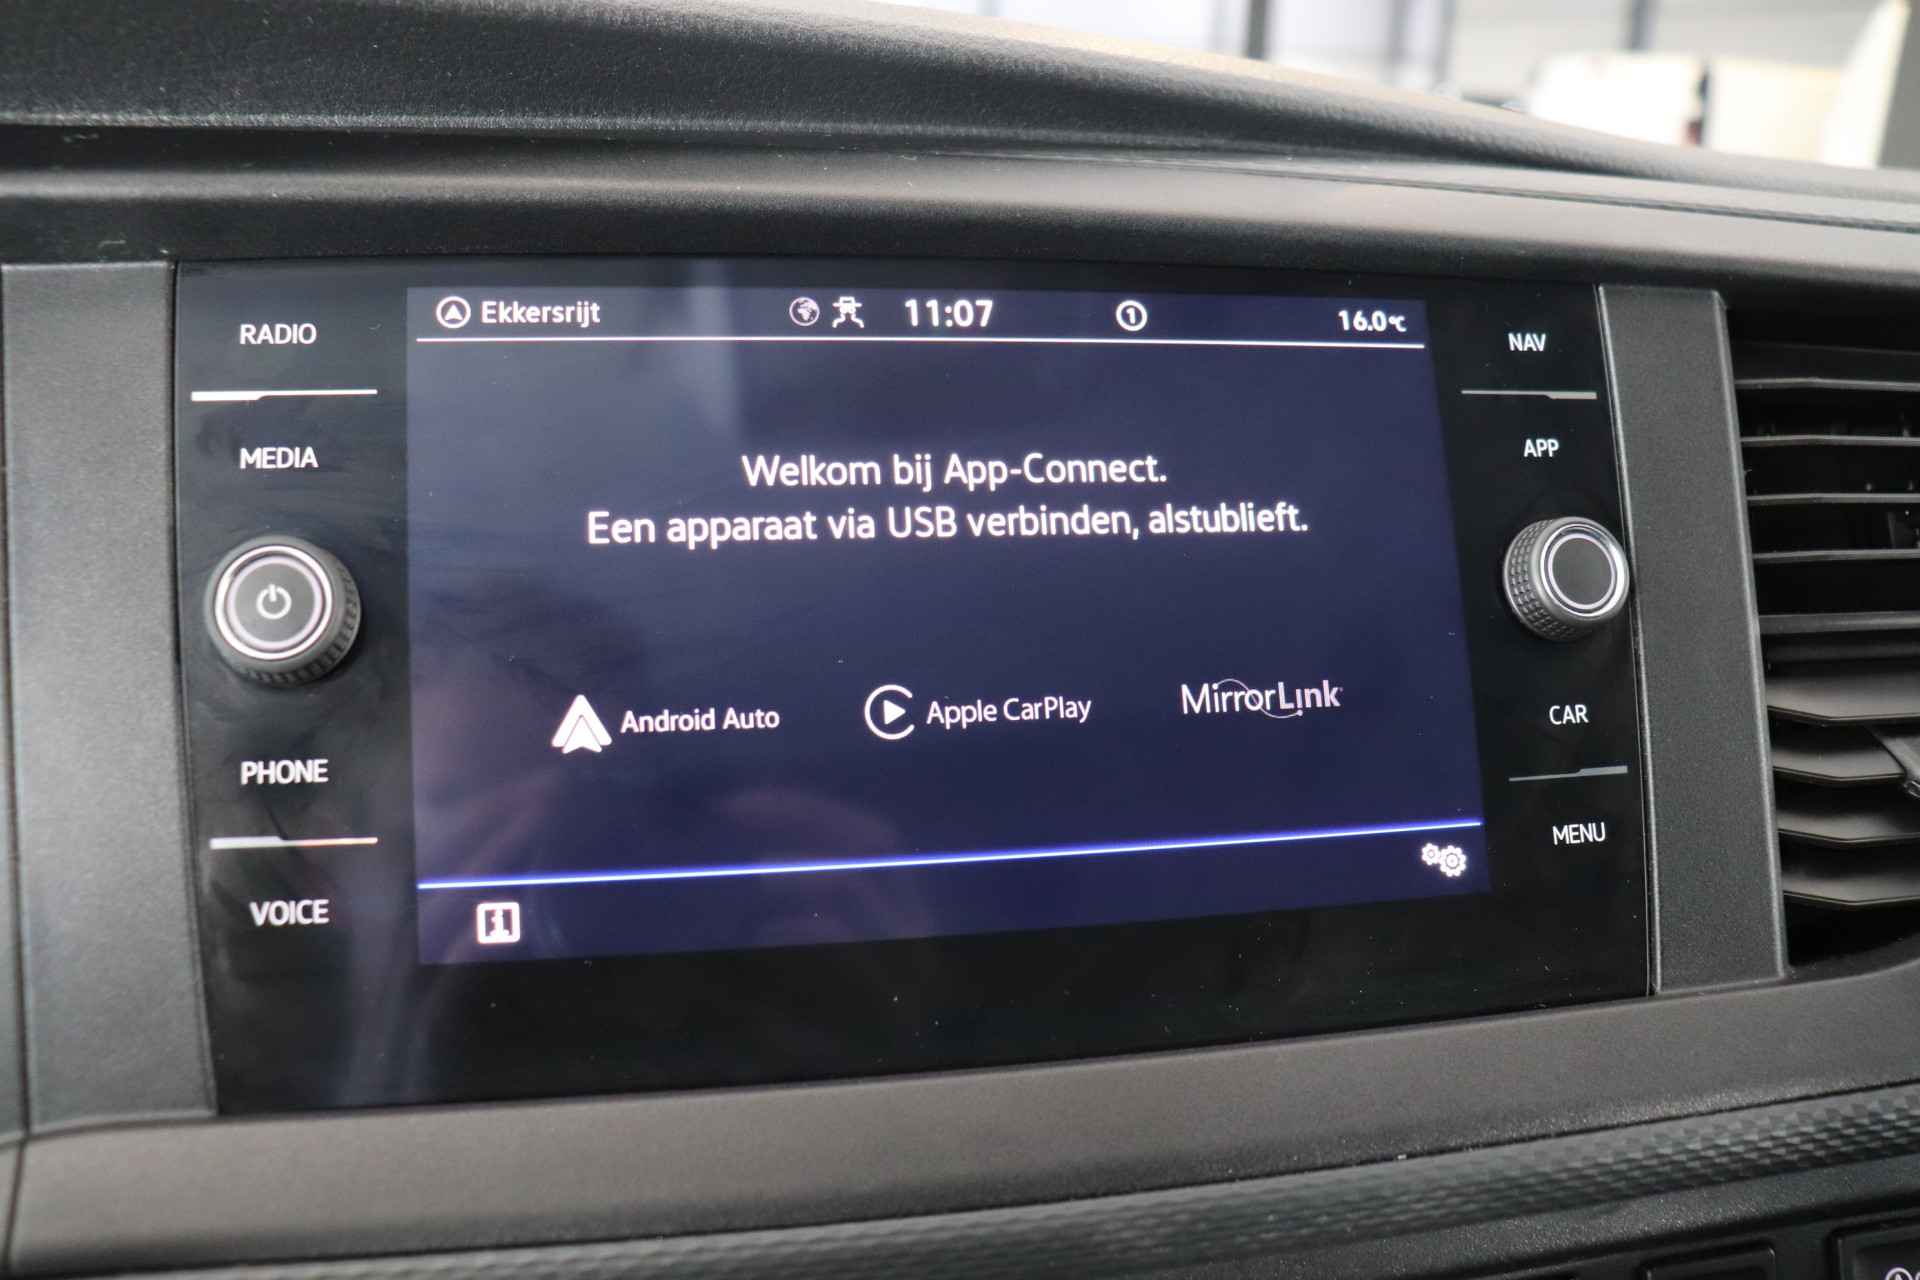 Ekkersrijt 11:07 1 16.0°C
RADIO
MEDIA
PHONE
VOICE
Welkom bij App-Connect.
Een apparaat via USB verbinden, alstublieft.
Android Auto Apple CarPlay MirrorLink
i
NAV
APP
CAR
MENU